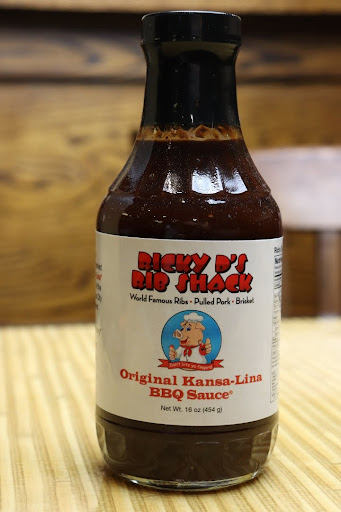 RICKY D'S
RIB SHACK
World Famous Ribs • Pulled Pork • Brisket
Original Kansa-Lina
BBQ Sauce®
Net Wt. 16 oz (454 g)